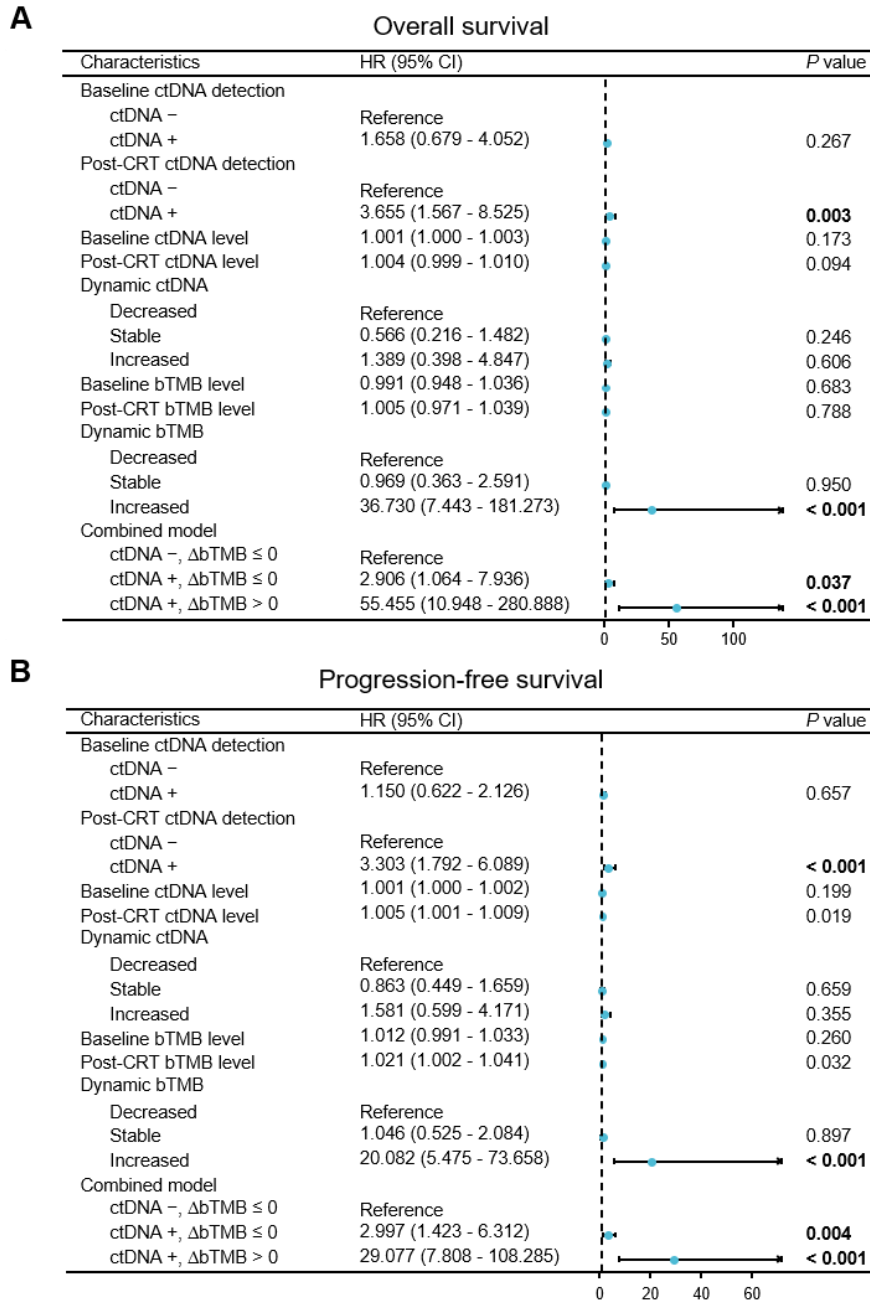 A
Overall survival
Characteristics HR (95% CI) P value
Baseline ctDNA detection
ctDNA − Reference
ctDNA + 1.658 (0.679 - 4.052) 0.267
Post-CRT ctDNA detection
ctDNA − Reference
ctDNA + 3.655 (1.567 - 8.525) 0.003
Baseline ctDNA level 1.001 (1.000 - 1.003) 0.173
Post-CRT ctDNA level 1.004 (0.999 - 1.010) 0.094
Dynamic ctDNA
Decreased Reference
Stable 0.566 (0.216 - 1.482) 0.246
Increased 1.389 (0.398 - 4.847) 0.606
Baseline bTMB level 0.991 (0.948 - 1.036) 0.683
Post-CRT bTMB level 1.005 (0.971 - 1.039) 0.788
Dynamic bTMB
Decreased Reference
Stable 0.969 (0.363 - 2.591) 0.950
Increased 36.730 (7.443 - 181.273) < 0.001
Combined model
ctDNA −, ΔbTMB ≤ 0 Reference
ctDNA +, ΔbTMB ≤ 0 2.906 (1.064 - 7.936) 0.037
ctDNA +, ΔbTMB > 0 55.455 (10.948 - 280.888) < 0.001
0 50 100
B
Progression-free survival
Characteristics HR (95% CI) P value
Baseline ctDNA detection
ctDNA − Reference
ctDNA + 1.150 (0.622 - 2.126) 0.657
Post-CRT ctDNA detection
ctDNA − Reference
ctDNA + 3.303 (1.792 - 6.089) < 0.001
Baseline ctDNA level 1.001 (1.000 - 1.002) 0.199
Post-CRT ctDNA level 1.005 (1.001 - 1.009) 0.019
Dynamic ctDNA
Decreased Reference
Stable 0.863 (0.449 - 1.659) 0.659
Increased 1.581 (0.599 - 4.171) 0.355
Baseline bTMB level 1.012 (0.991 - 1.033) 0.260
Post-CRT bTMB level 1.021 (1.002 - 1.041) 0.032
Dynamic bTMB
Decreased Reference
Stable 1.046 (0.525 - 2.084) 0.897
Increased 20.082 (5.475 - 73.658) < 0.001
Combined model
ctDNA −, ΔbTMB ≤ 0 Reference
ctDNA +, ΔbTMB ≤ 0 2.997 (1.423 - 6.312) 0.004
ctDNA +, ΔbTMB > 0 29.077 (7.808 - 108.285) < 0.001
0 20 40 60